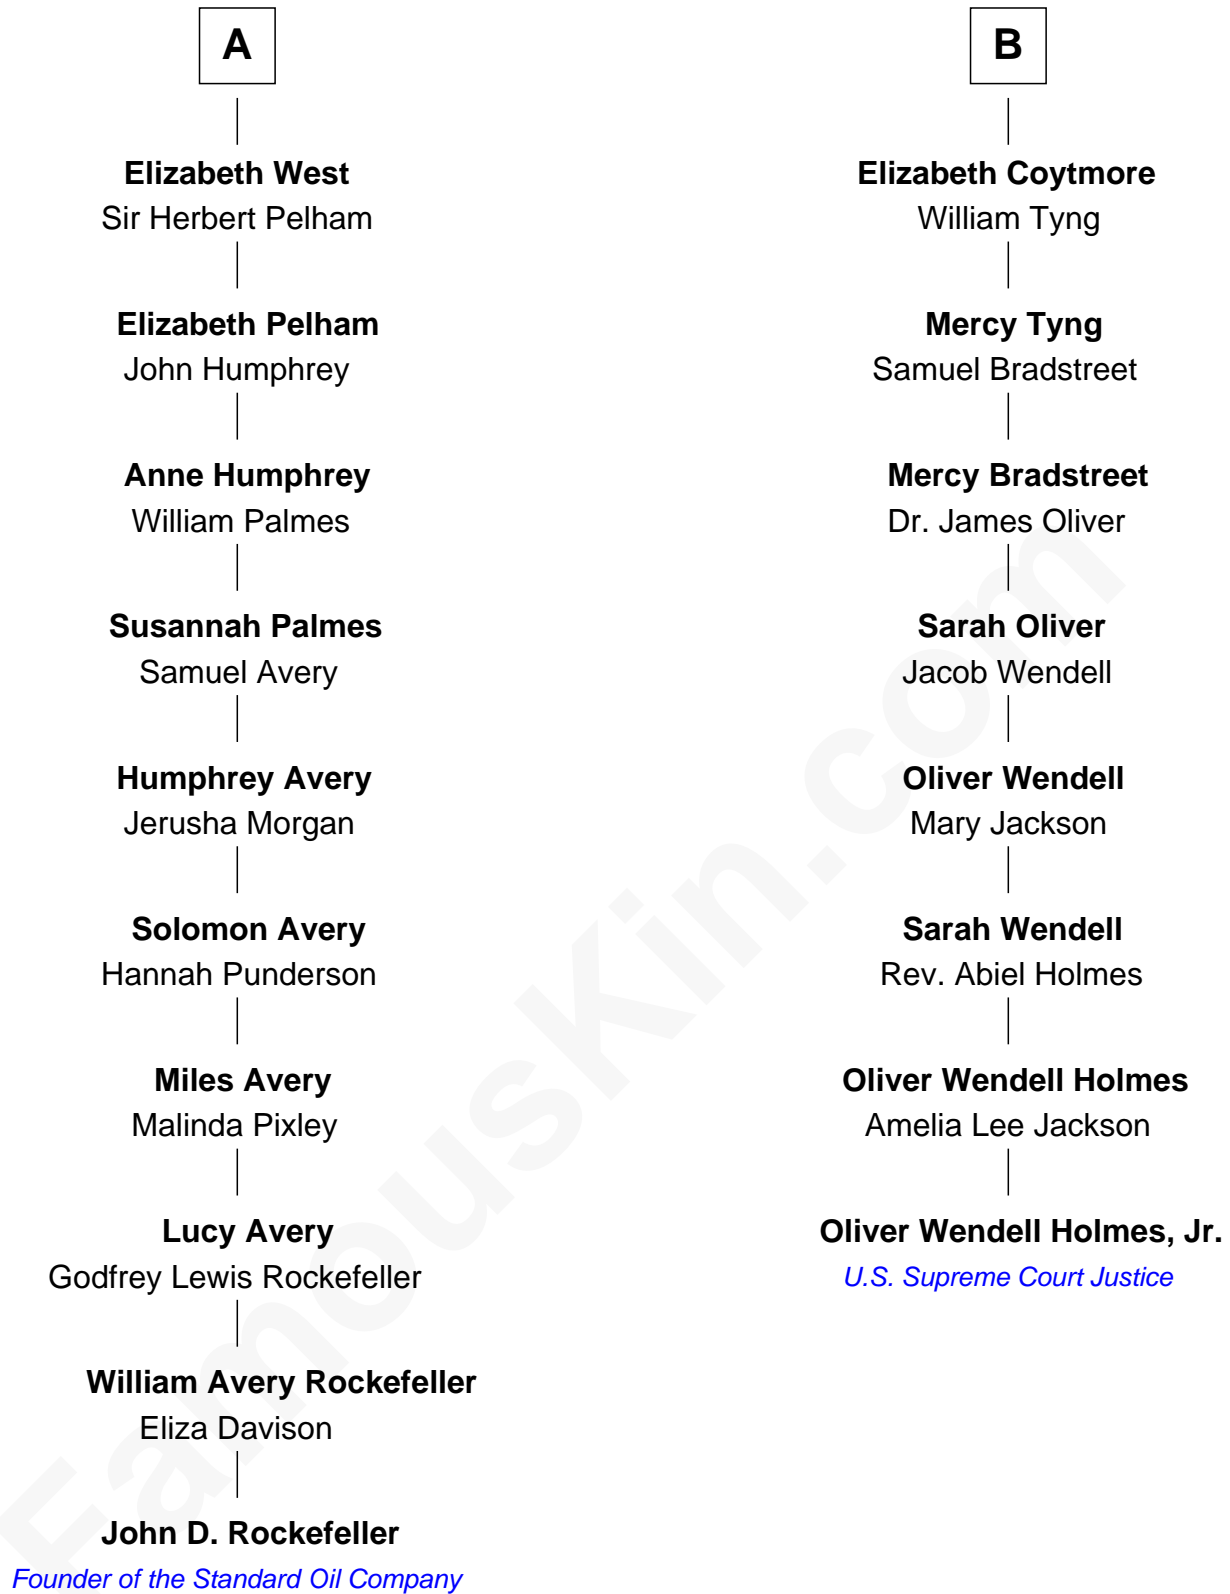 A
Elizabeth West
Sir Herbert Pelham
Elizabeth Pelham
John Humphrey
Anne Humphrey
William Palmes
Susannah Palmes
Samuel Avery
Humphrey Avery
Jerusha Morgan
Solomon Avery
Hannah Punderson
Miles Avery
Malinda Pixley
Lucy Avery
Godfrey Lewis Rockefeller
William Avery Rockefeller
Eliza Davison
John D. Rockefeller
Founder of the Standard Oil Company
B
Elizabeth Coytmore
William Tyng
Mercy Tyng
Samuel Bradstreet
Mercy Bradstreet
Dr. James Oliver
Sarah Oliver
Jacob Wendell
Oliver Wendell
Mary Jackson
Sarah Wendell
Rev. Abiel Holmes
Oliver Wendell Holmes
Amelia Lee Jackson
Oliver Wendell Holmes, Jr.
U.S. Supreme Court Justice
FamousKin.com